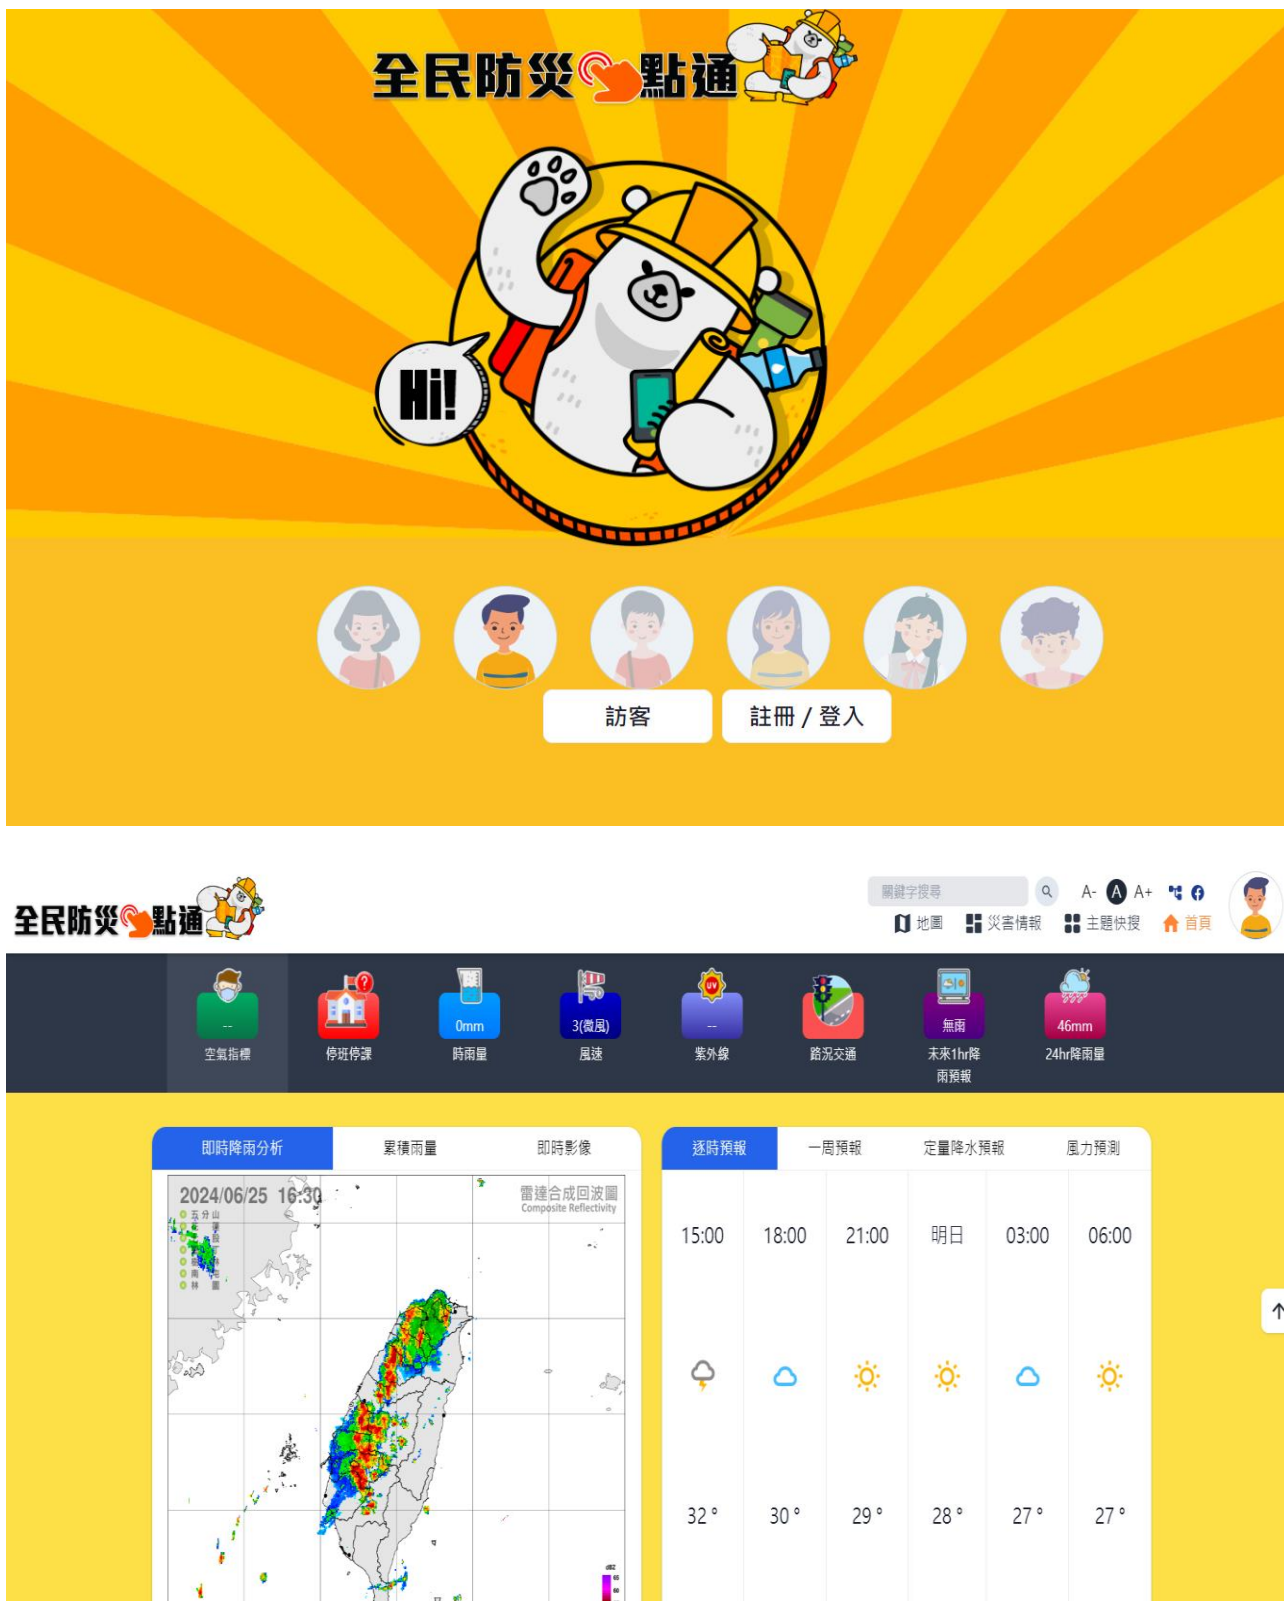 全民防災點通
Hi!
訪客
註冊 / 登入
全民防災點通
關鍵字搜尋
A- A A+
地圖 災害情報 主題快搜 首頁
-- 0mm 3(微風) UV -- 無雨 46mm
空氣指標 停班停課 時雨量 風速 紫外線 路況交通 未來1hr降 24hr降雨量
雨預報
即時降雨分析 累積雨量 即時影像
逐時預報 一周預報 定量降水預報 風力預測
2024/06/25 16:30
雷達合成回波圖
Composite Reflectivity
五分山
15:00 18:00 21:00 明日 03:00 06:00
32° 30° 29° 28° 27° 27°
dBZ
65
60